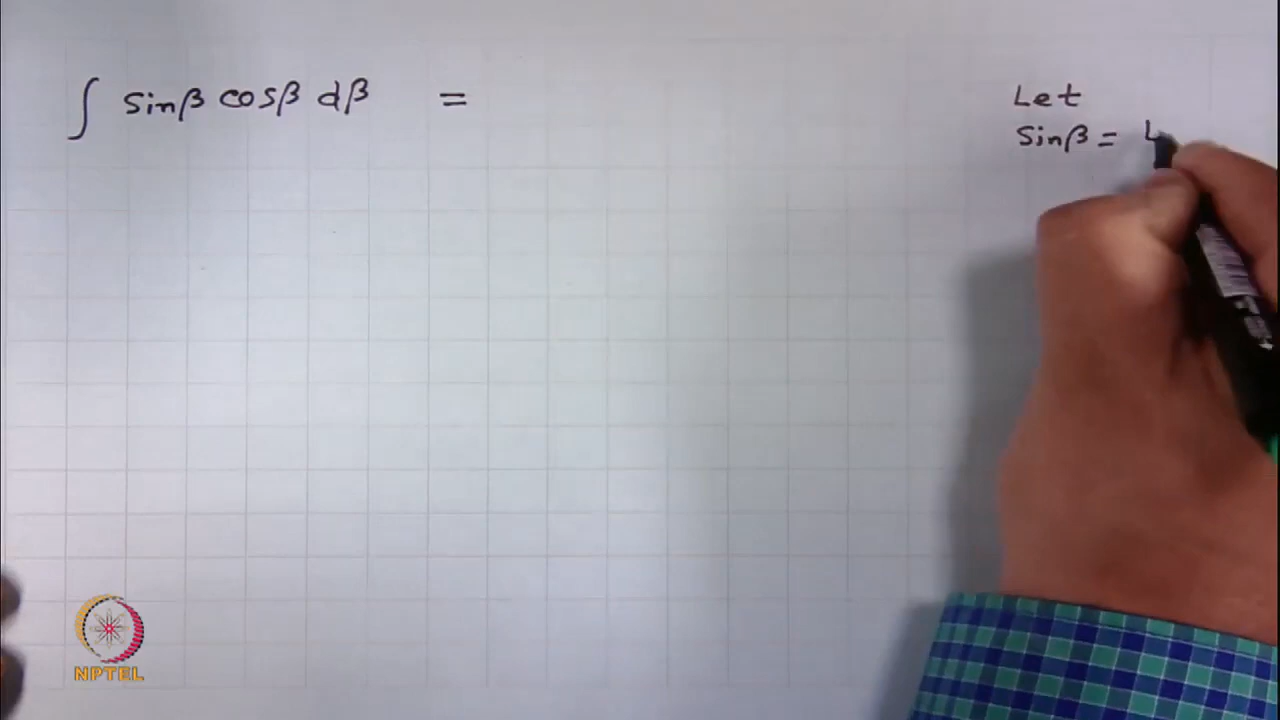 ∫ sinβ cosβ dβ =
Let
Sinβ =
NPTEL